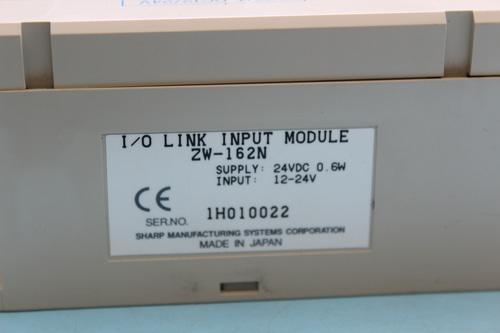 I/O LINK INPUT MODULE
ZW-162N
SUPPLY: 24VDC 0.6W
INPUT: 12-24V
CE
SER.NO. 1H010022
SHARP MANUFACTURING SYSTEMS CORPORATION
MADE IN JAPAN